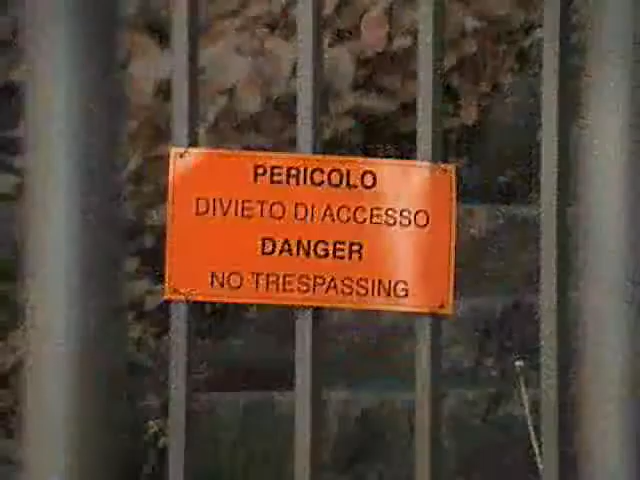 PERICOLO
DIVIETO DI ACCESSO
DANGER
NO TRESPASSING